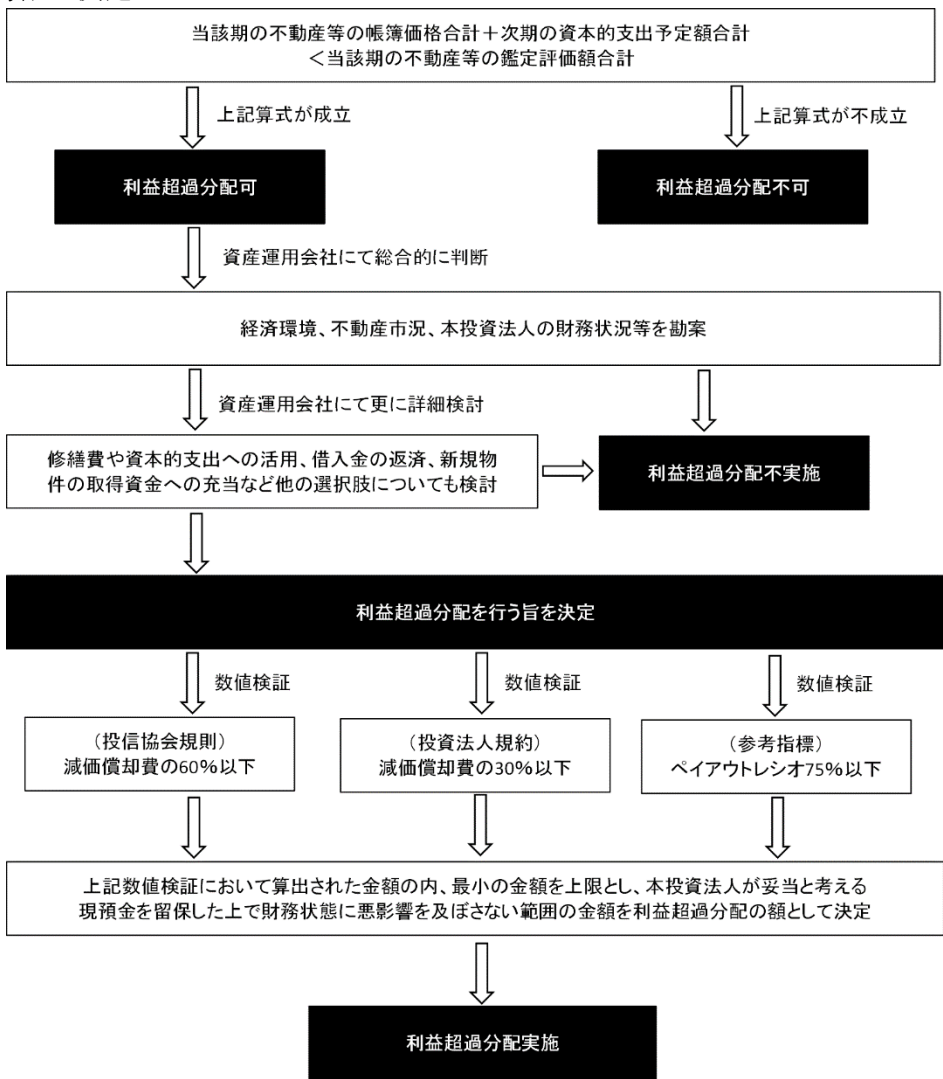 当該期の不動産等の帳簿価格合計＋次期の資本的支出予定額合計
＜当該期の不動産等の鑑定評価額合計
上記算式が成立
上記算式が不成立
利益超過分配可
利益超過分配不可
資産運用会社にて総合的に判断
経済環境、不動産市況、本投資法人の財務状況等を勘案
資産運用会社にて更に詳細検討
修繕費や資本的支出への活用、借入金の返済、新規物
件の取得資金への充当など他の選択肢についても検討
利益超過分配不実施
利益超過分配を行う旨を決定
数値検証
数値検証
数値検証
（投信協会規則）
減価償却費の60％以下
（投資法人規約）
減価償却費の30％以下
（参考指標）
ペイアウトレシオ75％以下
上記数値検証において算出された金額の内、最小の金額を上限とし、本投資法人が妥当と考える
現預金を留保した上で財務状態に悪影響を及ぼさない範囲の金額を利益超過分配の額として決定
利益超過分配実施